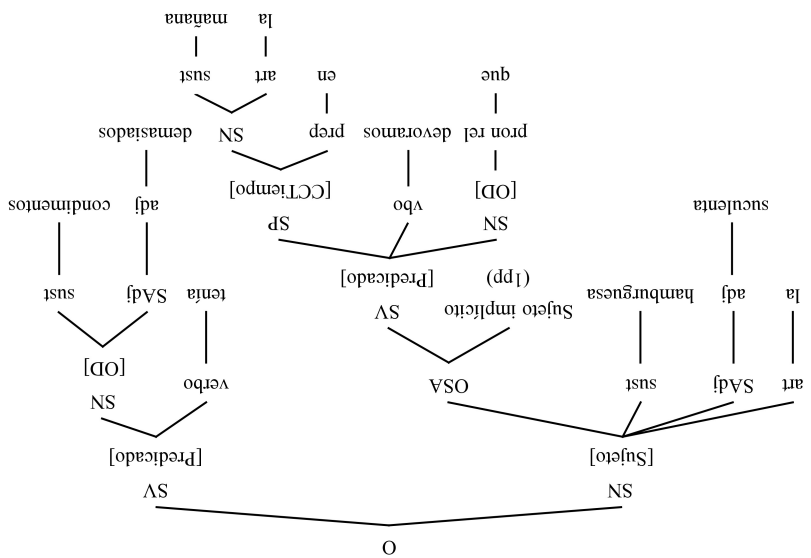 O
SN SV
[Sujeto] [Predicado]
SN
art SAdj sust OSA verbo
[OD]
Sujeto implícito SV
la adj hamburguesa tenía SAdj sust
(1pp) [Predicado]
SN SP
suculenta vbo adj condimentos
[OD] [CCTiempo]
pron rel devoramos prep SN demasiados
que en art sust
la mañana